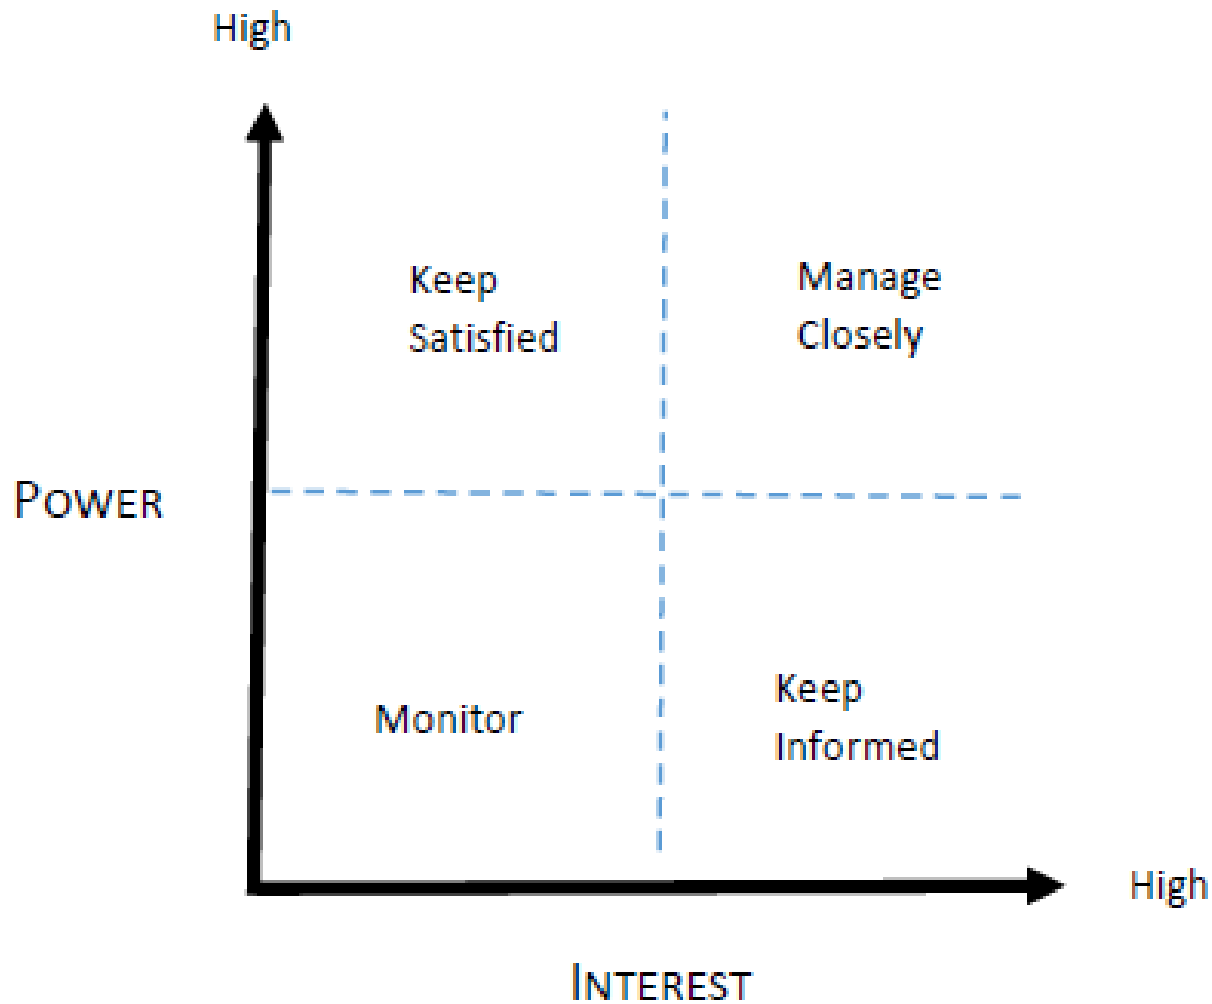 High
Keep
Satisfied
Manage
Closely
POWER
Monitor
Keep
Informed
High
INTEREST